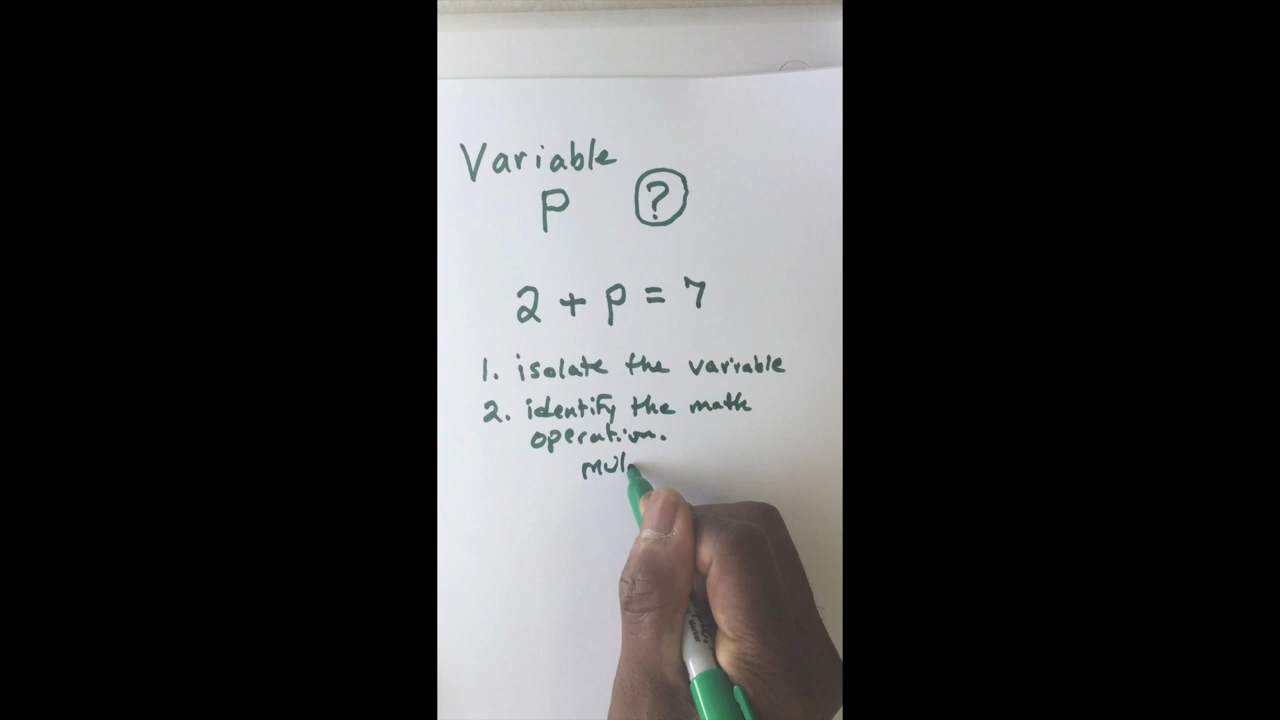 Variable
P ?
2 + p = 7
1. isolate the variable
2. identify the math
operation.
mul